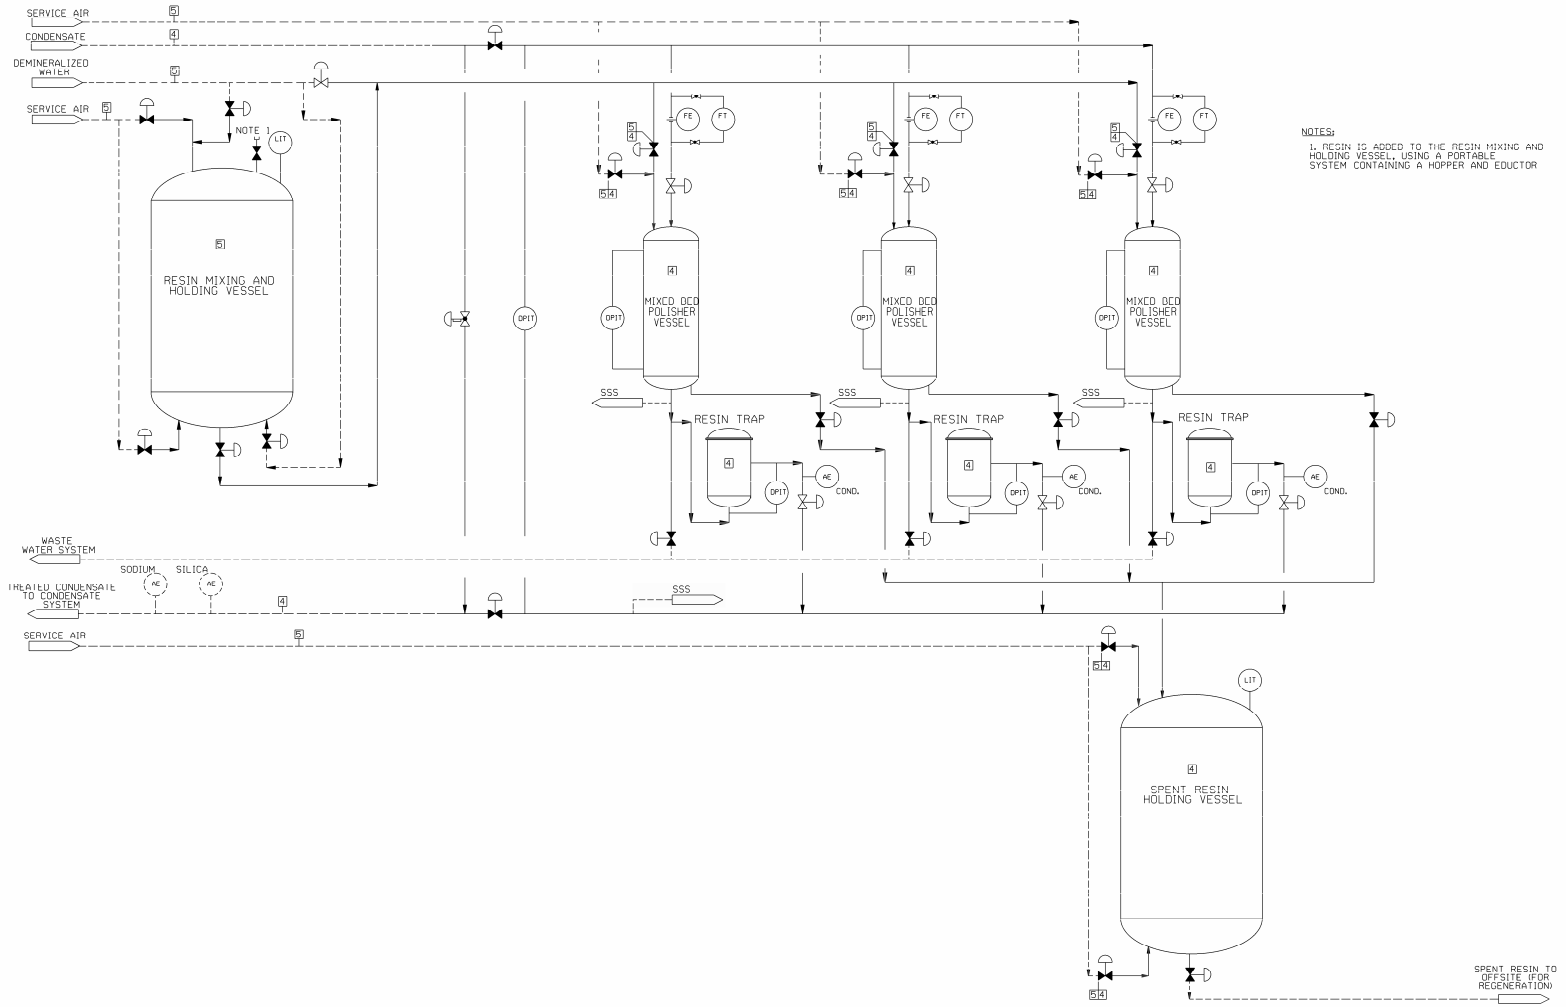 SERVICE AIR
5
CONDENSATE
4
DEMINERALIZED
WATER
SERVICE AIR
5
NOTE 1
LIT
5
RESIN MIXING AND
HOLDING VESSEL
DPIT
5
4
FE
FT
5 4
5
4
FE
FT
5 4
5
4
FE
FT
5 4
NOTES:
1. RESIN IS ADDED TO THE RESIN MIXING AND
HOLDING VESSEL, USING A PORTABLE
SYSTEM CONTAINING A HOPPER AND EDUCTOR
4
MIXED BED
POLISHER
VESSEL
DPIT
4
MIXED BED
POLISHER
VESSEL
DPIT
4
MIXED BED
POLISHER
VESSEL
DPIT
SSS
RESIN TRAP
4
DPIT
AE
COND.
SSS
RESIN TRAP
4
DPIT
AE
COND.
SSS
RESIN TRAP
4
DPIT
AE
COND.
WASTE
WATER SYSTEM
SODIUM
SILICA
AE
AE
TREATED CONDENSATE
TO CONDENSATE
SYSTEM
4
SSS
SERVICE AIR
5
5 4
LIT
4
SPENT RESIN
HOLDING VESSEL
5 4
SPENT RESIN TO
OFFSITE (FOR
REGENERATION)